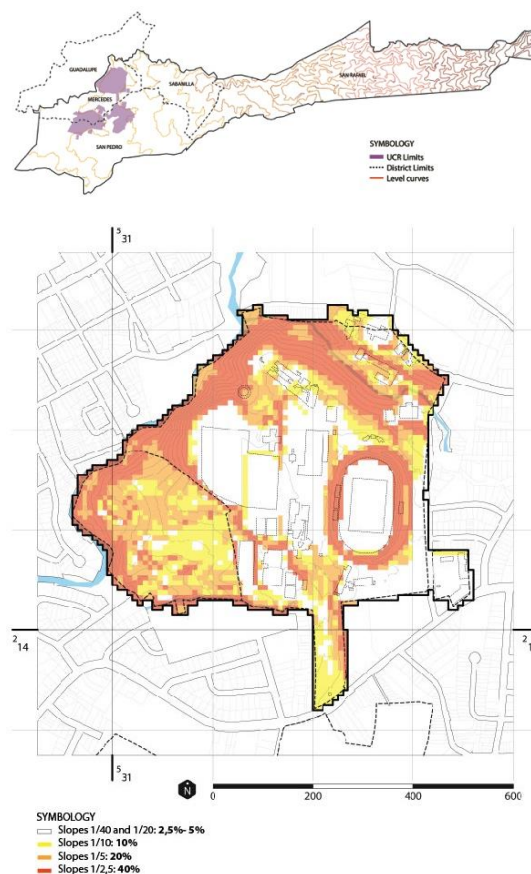 GUADALUPE
SABANILLA
SAN RAFAEL
MERCEDES
SAN PEDRO
SYMBOLOGY
UCR Limits
District Limits
Level curves
5
31
2
14
2
1
5
31
N
0 200 400 600
SYMBOLOGY
Slopes 1/40 and 1/20: 2,5%- 5%
Slopes 1/10: 10%
Slopes 1/5: 20%
Slopes 1/2,5: 40%